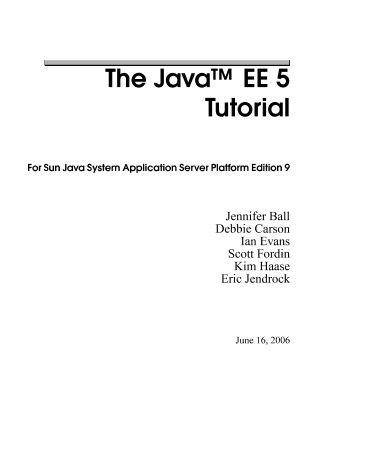 The Java™ EE 5
Tutorial
For Sun Java System Application Server Platform Edition 9
Jennifer Ball
Debbie Carson
Ian Evans
Scott Fordin
Kim Haase
Eric Jendrock
June 16, 2006